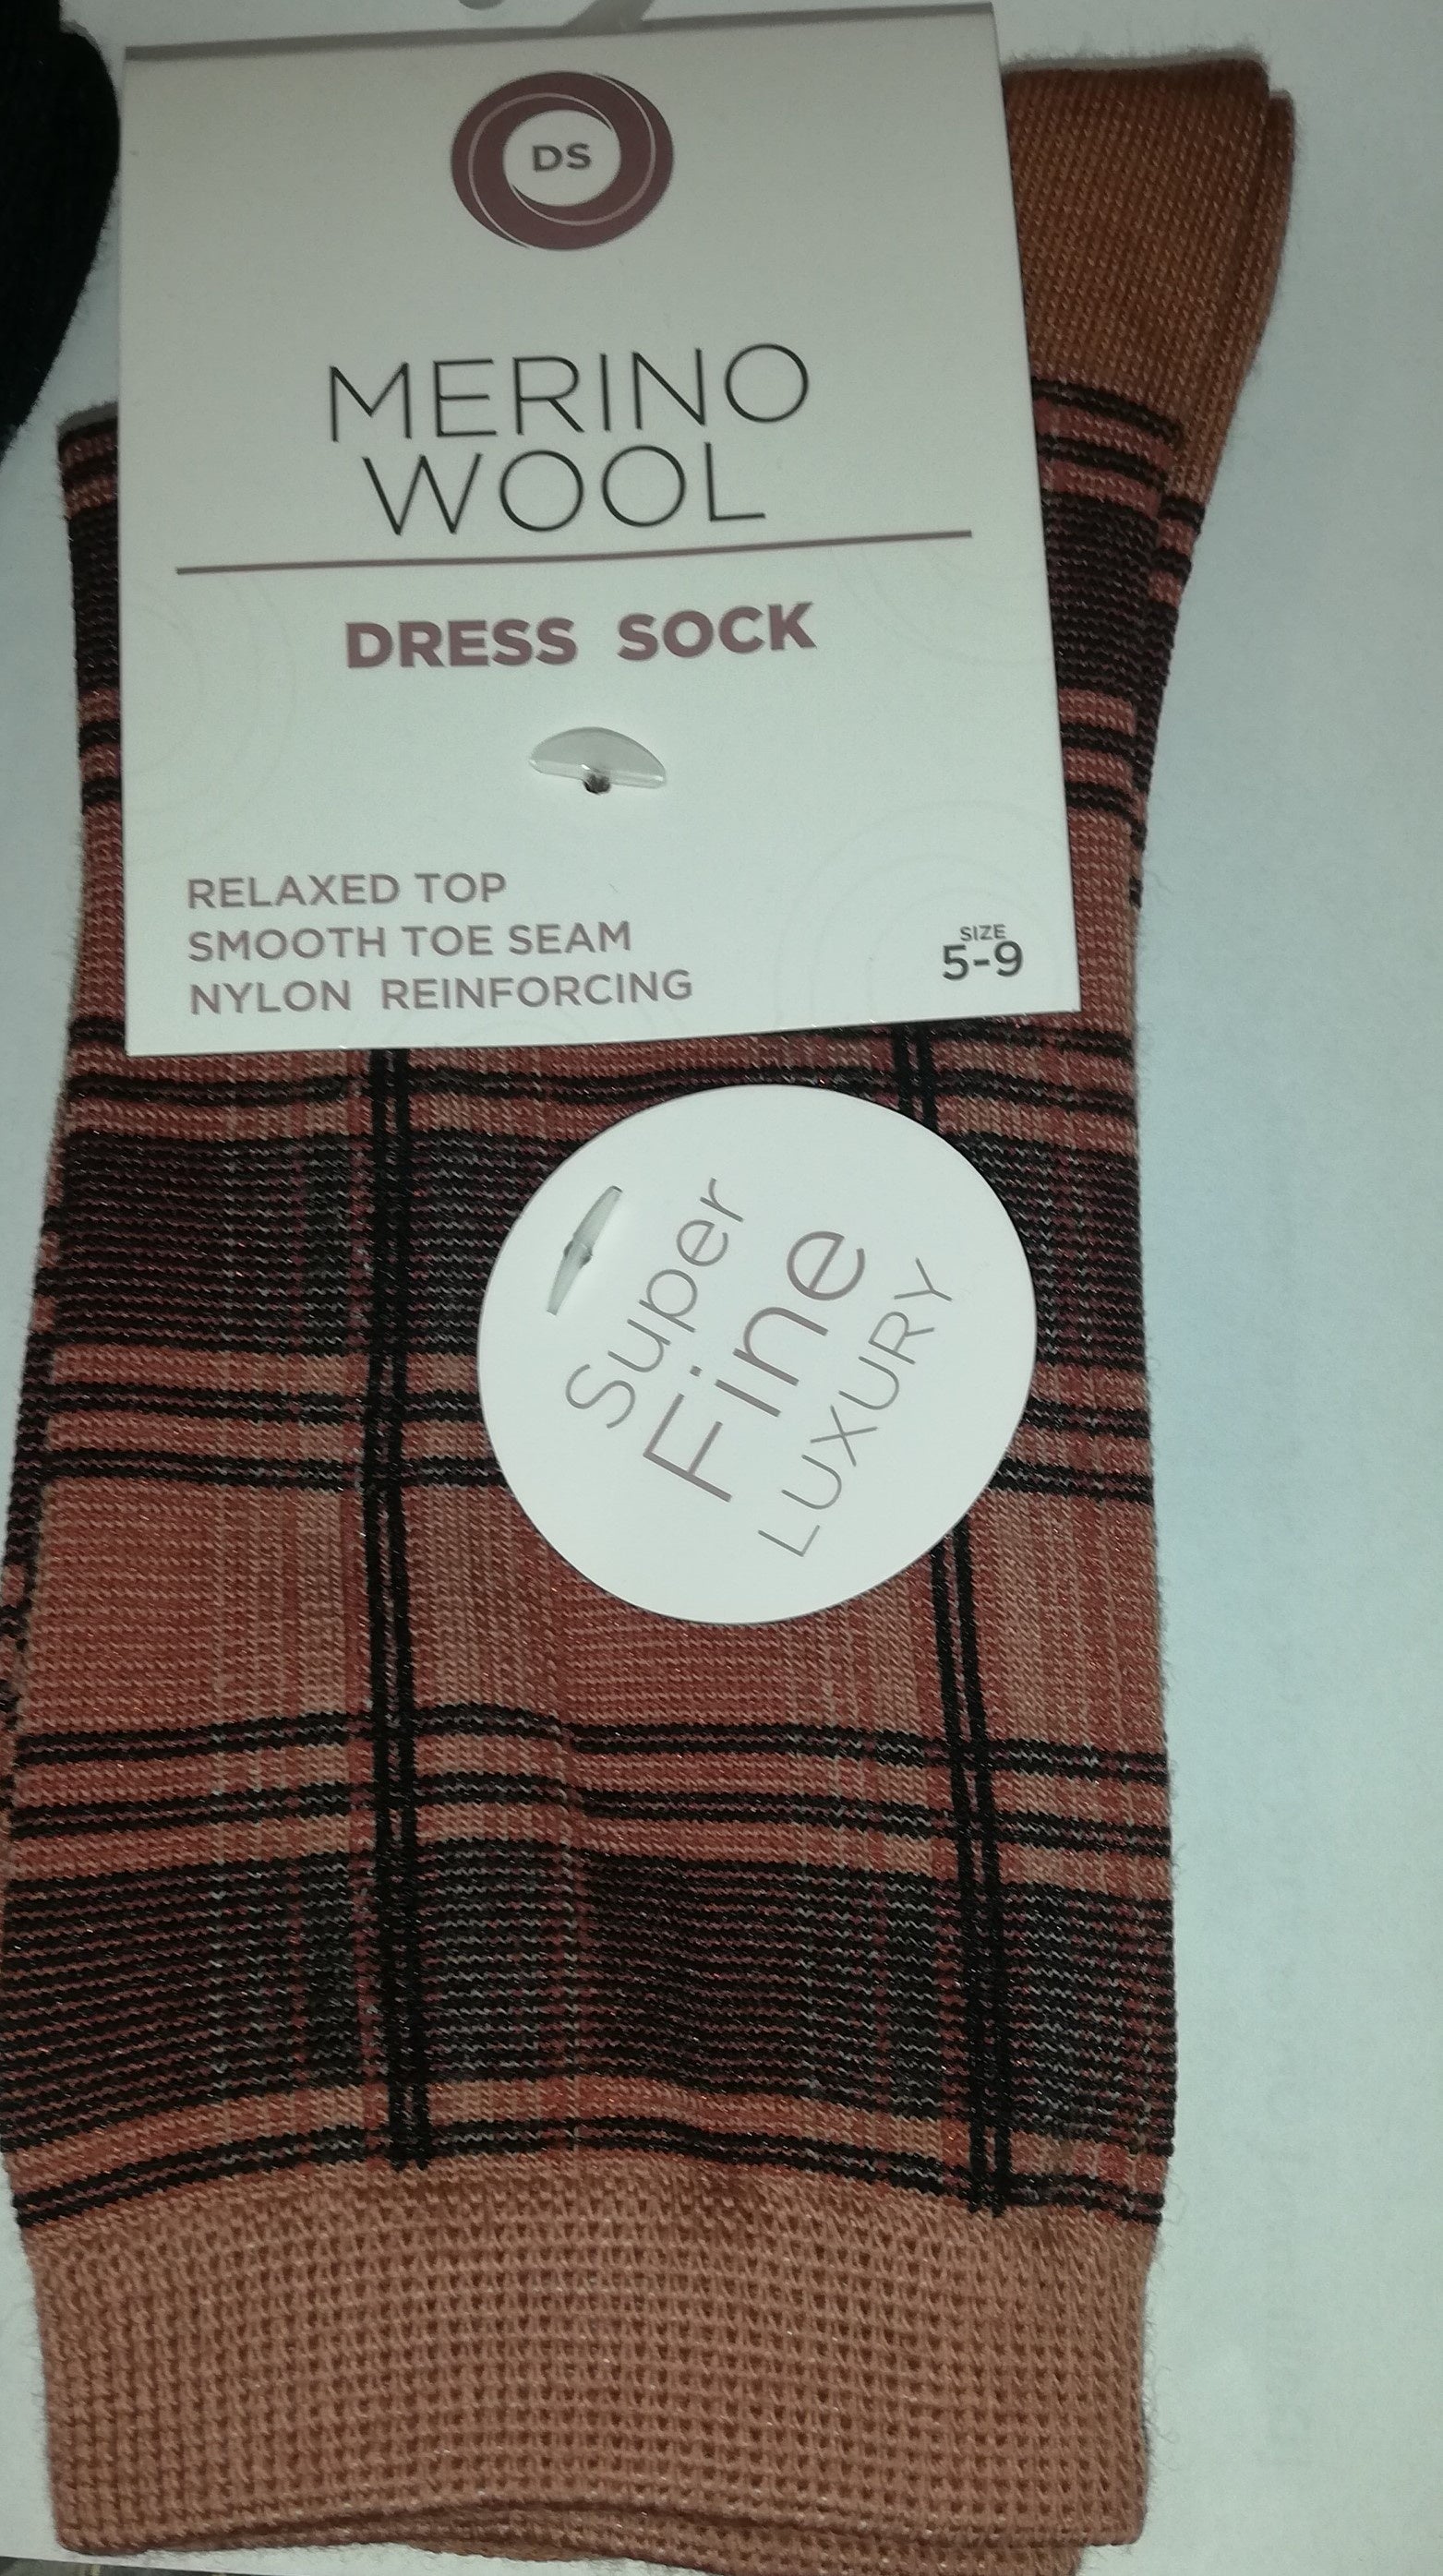 DS
MERINO
WOOL
DRESS SOCK
RELAXED TOP
SMOOTH TOE SEAM
NYLON REINFORCING
SIZE
5-9
Super
Fine
LUXURY